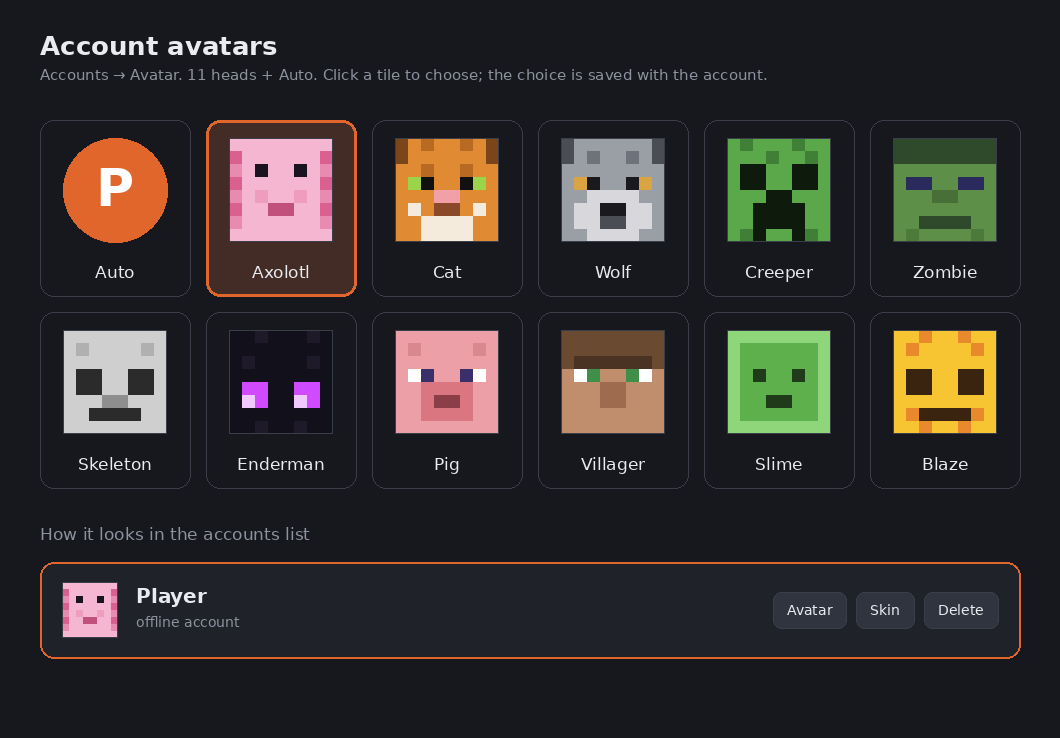 Account avatars
Accounts → Avatar. 11 heads + Auto. Click a tile to choose; the choice is saved with the account.
P
Auto
Axolotl
Cat
Wolf
Creeper
Zombie
Skeleton
Enderman
Pig
Villager
Slime
Blaze
How it looks in the accounts list
Player
offline account
Avatar
Skin
Delete